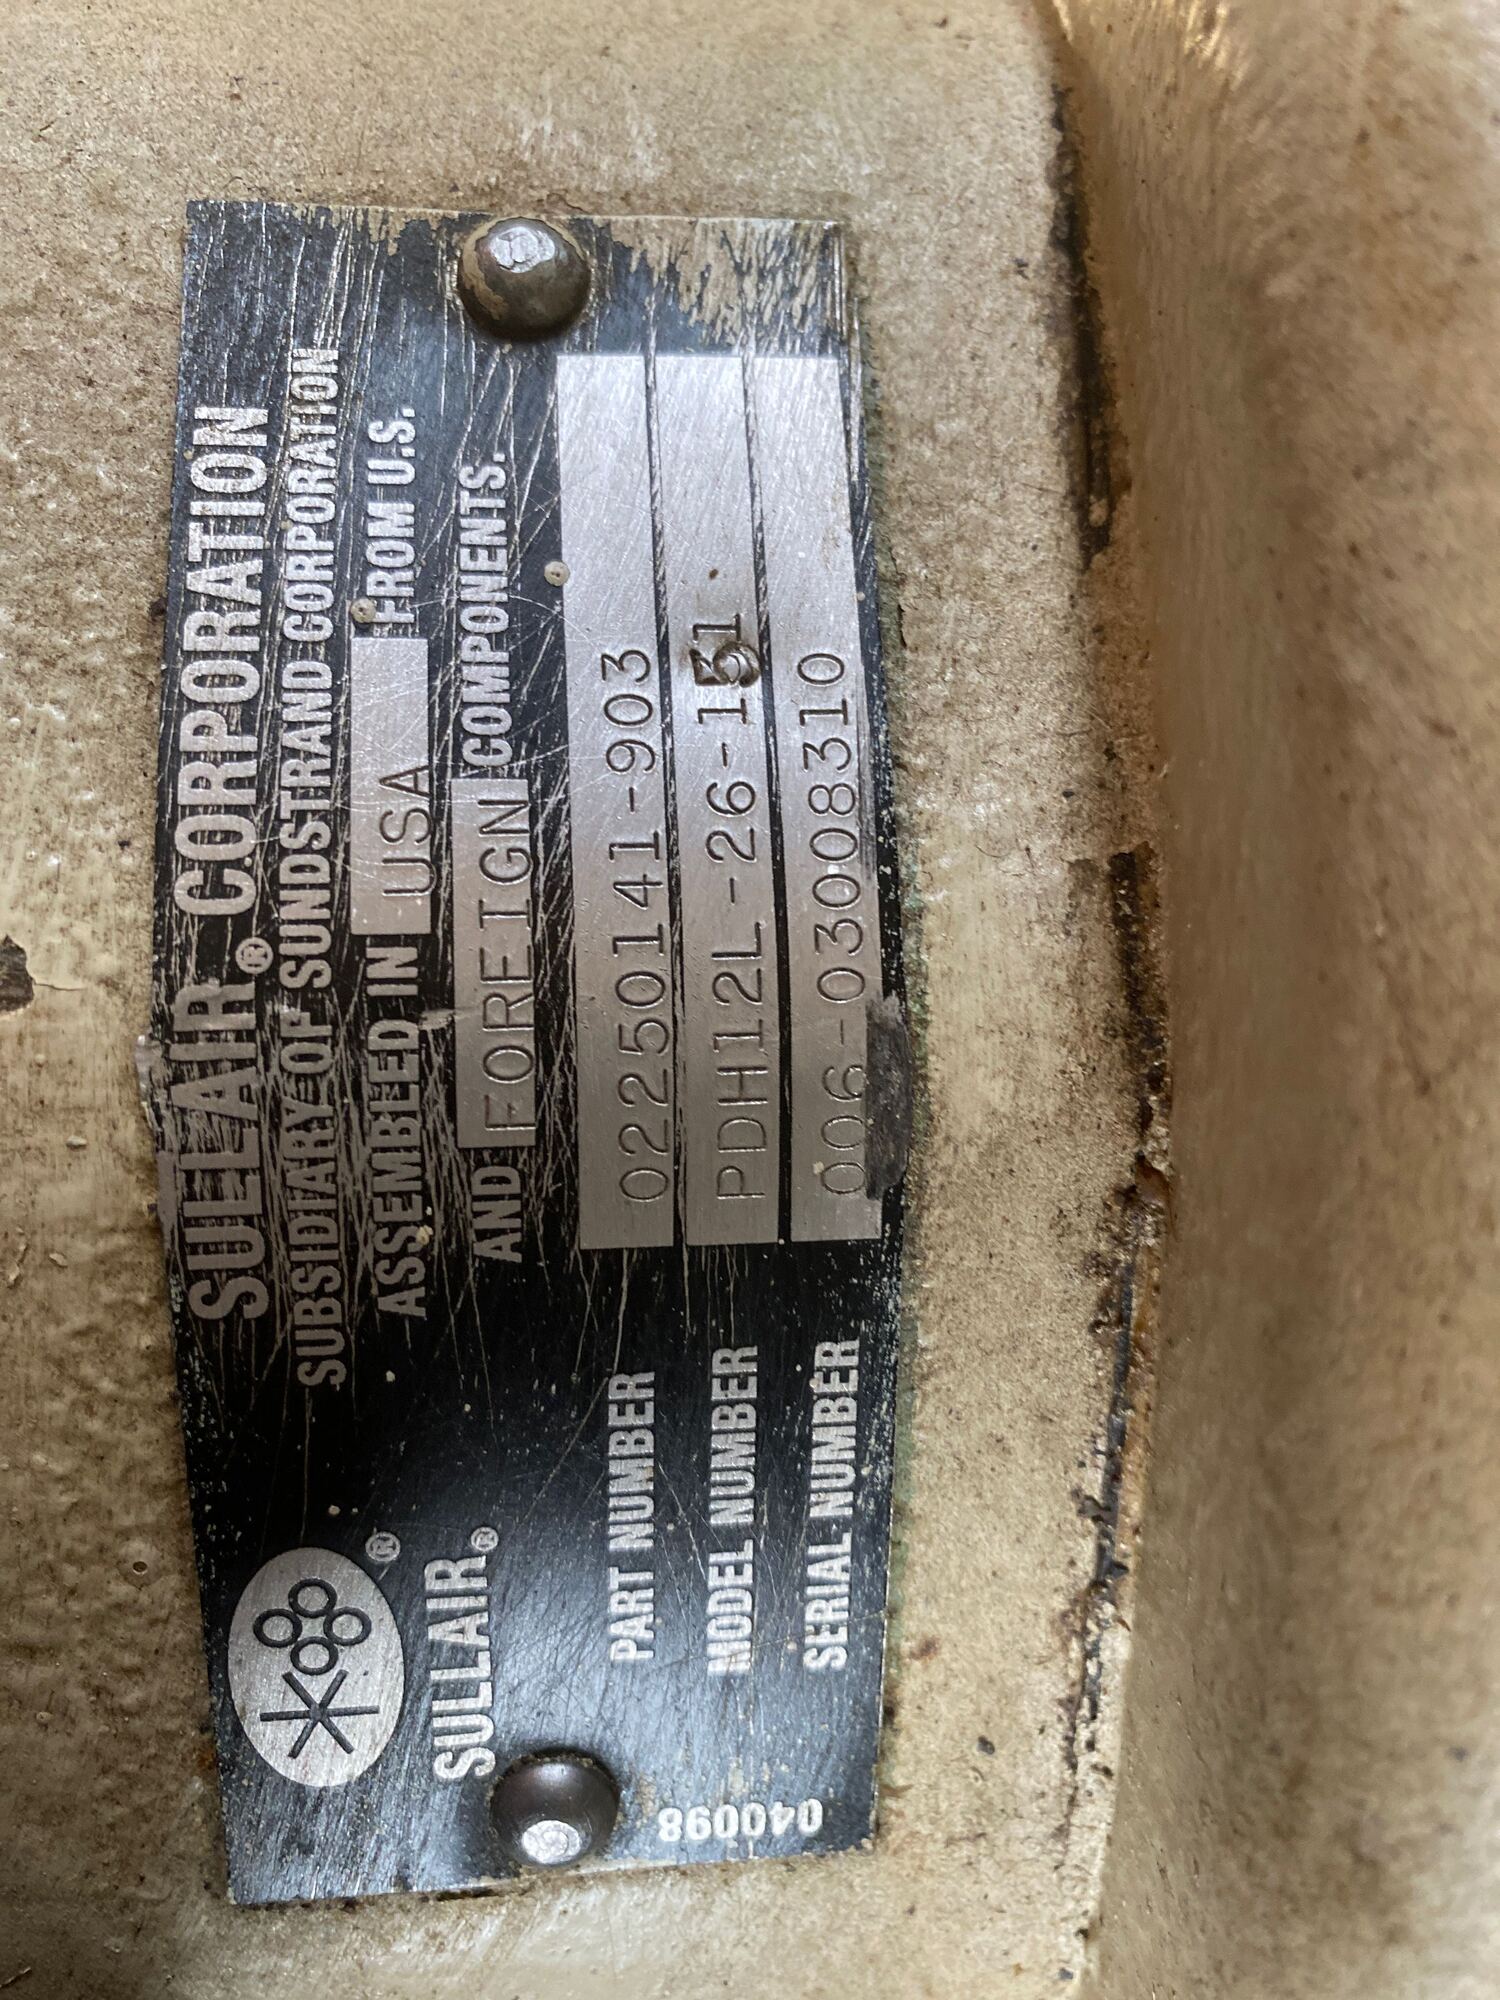 SULLAIR® CORPORATION
SUBSIDIARY OF SUNDSTRAND CORPORATION
ASSEMBLED IN USA FROM U.S.
AND FOREIGN COMPONENTS.
® SULLAIR®
PART NUMBER 02250141-903
MODEL NUMBER PDH12L-26-151
SERIAL NUMBER 006-03008310
040098